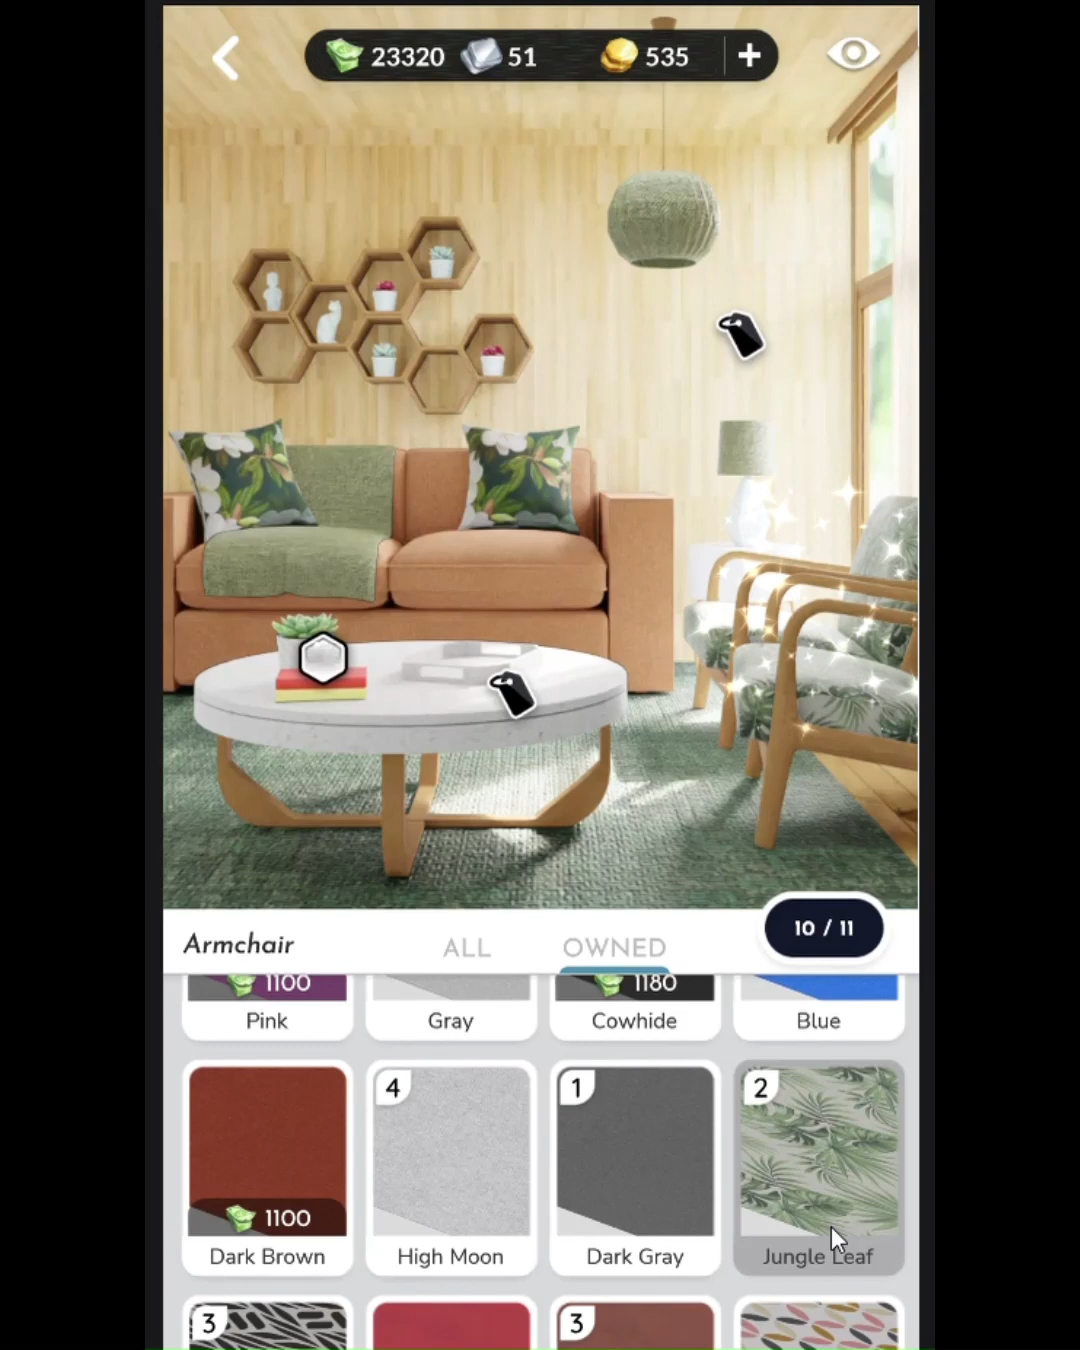 23320 51 535 +
Armchair ALL OWNED 10 / 11
1100 1180
Pink Gray Cowhide Blue
4 1 2
1100
Dark Brown High Moon Dark Gray Jungle Leaf
3 3